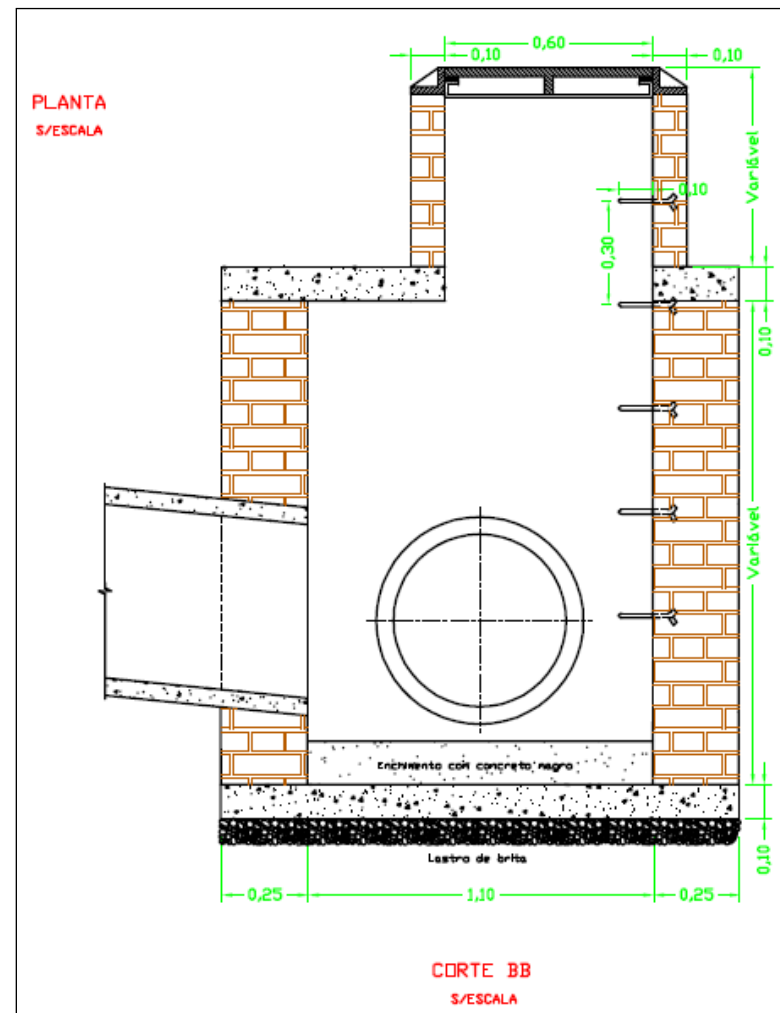 0,60
0,10
0,10
PLANTA
S/ESCALA
Variável
0,10
0,30
0,10
Variável
Enchimento com concreto magro
0,10
Lastro de brita
0,25
1,10
0,25
CORTE BB
S/ESCALA